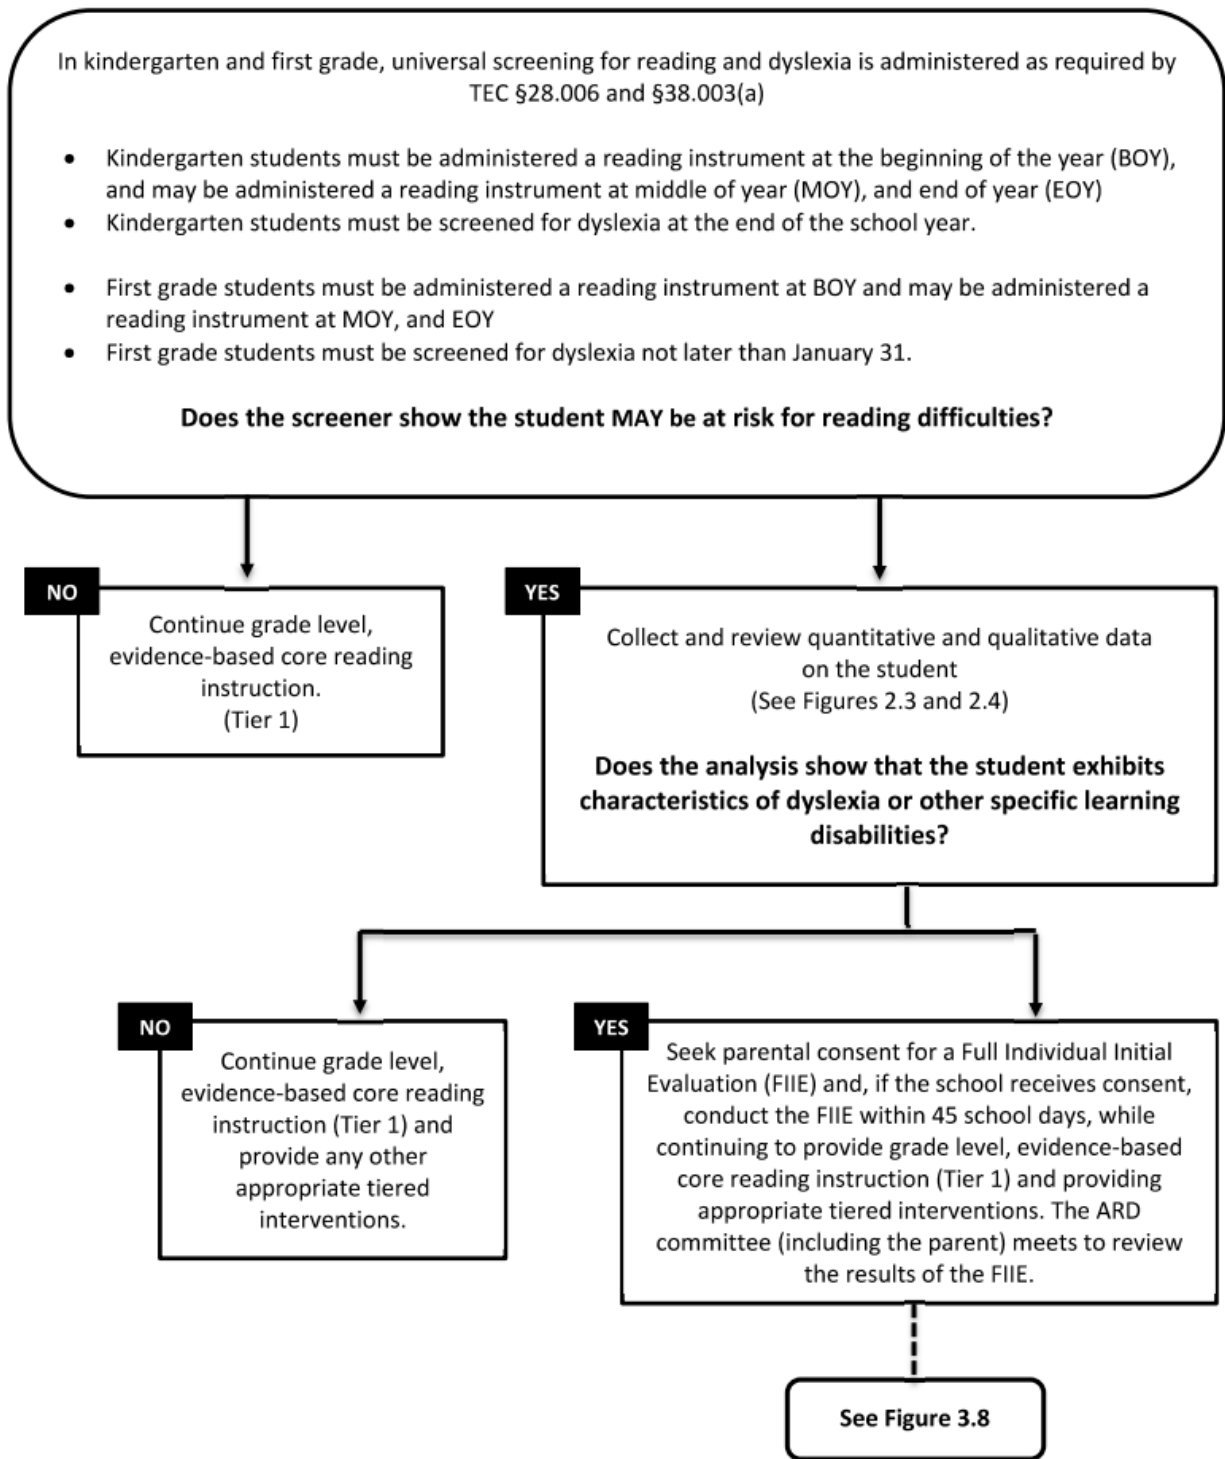 In kindergarten and first grade, universal screening for reading and dyslexia is administered as required by
TEC §28.006 and §38.003(a)
• Kindergarten students must be administered a reading instrument at the beginning of the year (BOY),
and may be administered a reading instrument at middle of year (MOY), and end of year (EOY)
• Kindergarten students must be screened for dyslexia at the end of the school year.
• First grade students must be administered a reading instrument at BOY and may be administered a
reading instrument at MOY, and EOY
• First grade students must be screened for dyslexia not later than January 31.
Does the screener show the student MAY be at risk for reading difficulties?
NO
Continue grade level,
evidence-based core reading
instruction.
(Tier 1)
YES
Collect and review quantitative and qualitative data
on the student
(See Figures 2.3 and 2.4)
Does the analysis show that the student exhibits
characteristics of dyslexia or other specific learning
disabilities?
NO
Continue grade level,
evidence-based core reading
instruction (Tier 1) and
provide any other
appropriate tiered
interventions.
YES
Seek parental consent for a Full Individual Initial
Evaluation (FIIE) and, if the school receives consent,
conduct the FIIE within 45 school days, while
continuing to provide grade level, evidence-based
core reading instruction (Tier 1) and providing
appropriate tiered interventions. The ARD
committee (including the parent) meets to review
the results of the FIIE.
See Figure 3.8